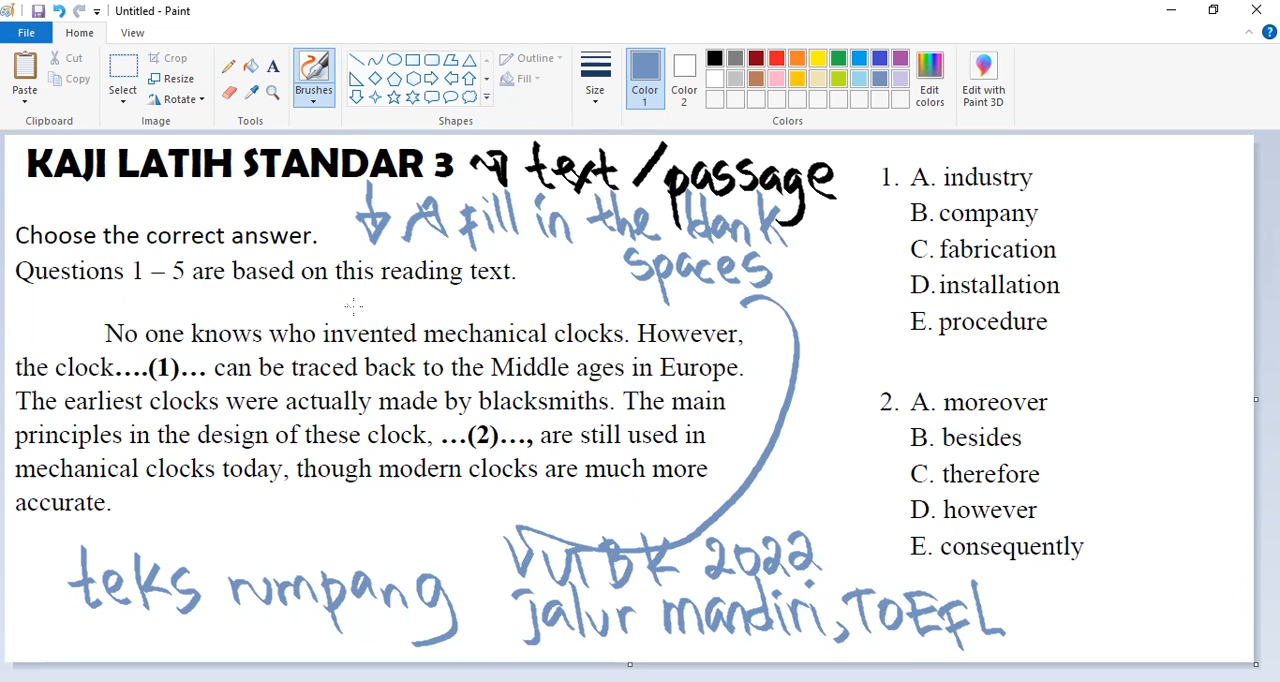 Untitled - Paint
File Home View
Paste Cut Copy
Clipboard
Select Crop Resize Rotate
Image
Tools
Brushes
Shapes
Outline Fill
Size
Color 1 Color 2
Edit colors
Colors
Edit with Paint 3D
KAJI LATIH STANDAR 3 text/passage
fill in the blank
spaces
Choose the correct answer.
Questions 1 – 5 are based on this reading text.
No one knows who invented mechanical clocks. However,
the clock….(1)… can be traced back to the Middle ages in Europe.
The earliest clocks were actually made by blacksmiths. The main
principles in the design of these clock, …(2)…, are still used in
mechanical clocks today, though modern clocks are much more
accurate.
teks rumpang
UTBK 2022
jalur mandiri, TOEFL
1. A. industry
B. company
C. fabrication
D. installation
E. procedure
2. A. moreover
B. besides
C. therefore
D. however
E. consequently